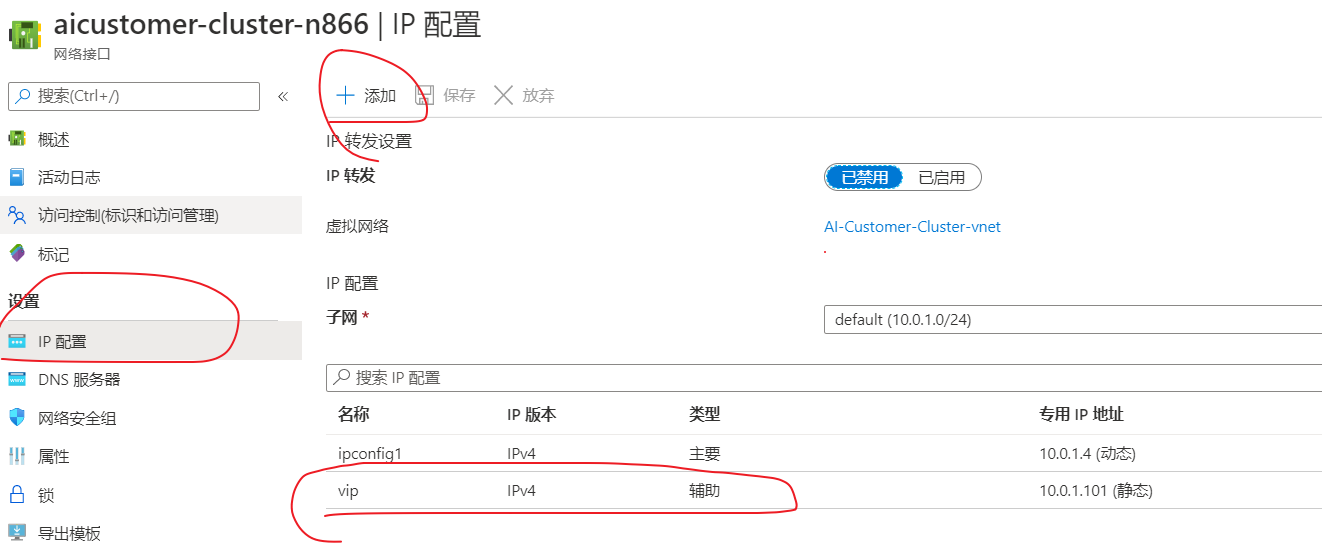 aicustomer-cluster-n866 | IP 配置
网络接口
搜索(Ctrl+/)
«
添加
保存
放弃
概述
活动日志
访问控制(标识和访问管理)
标记
设置
IP 配置
DNS 服务器
网络安全组
属性
锁
导出模板
IP 转发设置
IP 转发
已禁用
已启用
虚拟网络
AI-Customer-Cluster-vnet
IP 配置
子网 *
default (10.0.1.0/24)
搜索 IP 配置
名称 IP 版本 类型 专用 IP 地址
ipconfig1 IPv4 主要 10.0.1.4 (动态)
vip IPv4 辅助 10.0.1.101 (静态)